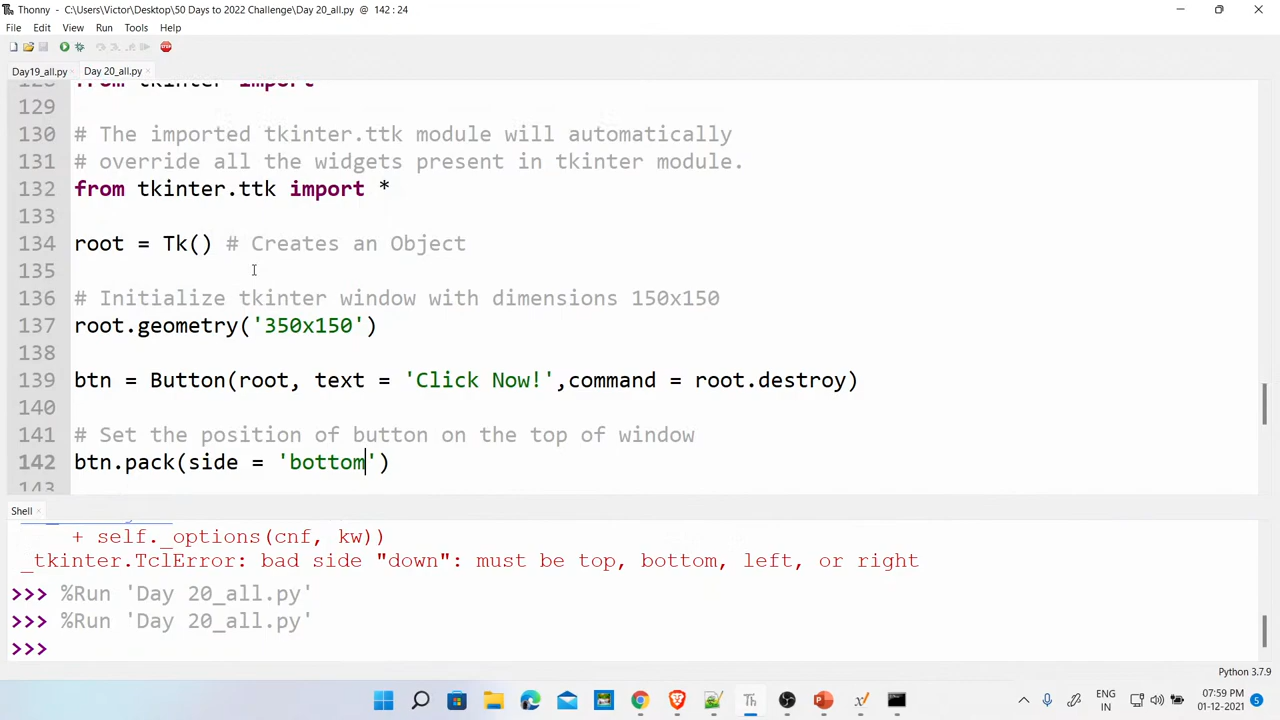 Thonny - C:\Users\Victor\Desktop\50 Days to 2022 Challenge\Day 20_all.py @ 142 : 24
File Edit View Run Tools Help
Day19_all.py × Day 20_all.py ×
128 from tkinter import
129
130 # The imported tkinter.ttk module will automatically
131 # override all the widgets present in tkinter module.
132 from tkinter.ttk import *
133
134 root = Tk() # Creates an Object
135
136 # Initialize tkinter window with dimensions 150x150
137 root.geometry('350x150')
138
139 btn = Button(root, text = 'Click Now!',command = root.destroy)
140
141 # Set the position of button on the top of window
142 btn.pack(side = 'bottom')
143
Shell ×
+ self._options(cnf, kw))
_tkinter.TclError: bad side "down": must be top, bottom, left, or right
>>> %Run 'Day 20_all.py'
>>> %Run 'Day 20_all.py'
>>>
Python 3.7.9
ENG
IN
07:59 PM
01-12-2021
5